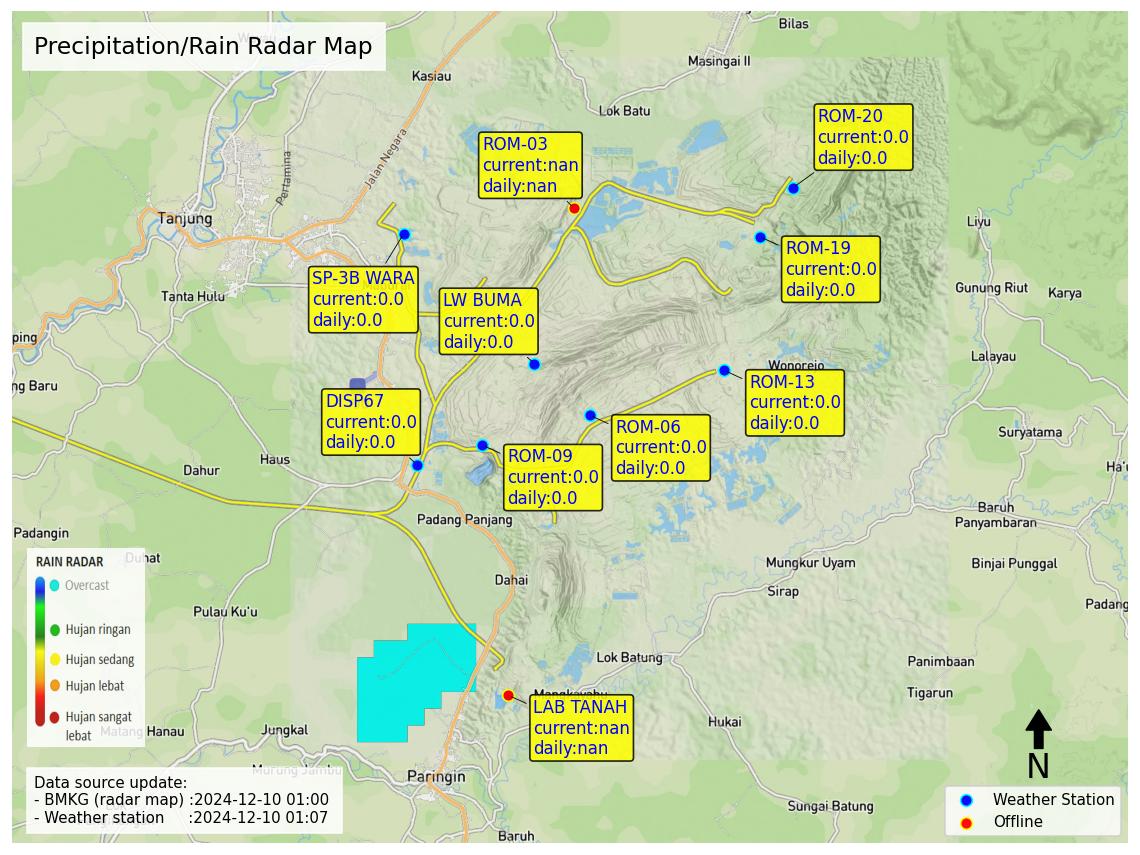 Precipitation/Rain Radar Map
Bilas
Masingai II
Kasiau
Lok Batu
Jalan Negara
Pertamina
Tanjung
Tanta Hulu
ROM-20
current:0.0
daily:0.0
ROM-03
current:nan
daily:nan
ROM-19
current:0.0
daily:0.0
SP-3B WARA
current:0.0
daily:0.0
LW BUMA
current:0.0
daily:0.0
Liyu
Gunung Riut
Karya
Lalayau
ping
ng Baru
Wonorejo
ROM-13
current:0.0
daily:0.0
DISP67
current:0.0
daily:0.0
ROM-06
current:0.0
daily:0.0
ROM-09
current:0.0
daily:0.0
Suryatama
Ha'u
Haus
Dahur
Baruh
Panyambaran
Padang Panjang
Padangin
Duhat
Binjai Punggal
Mungkur Uyam
Dahai
Sirap
Padang
Pulau Ku'u
RAIN RADAR
Overcast
Hujan ringan
Hujan sedang
Hujan lebat
Hujan sangat
lebat
Lok Batung
Panimbaan
Tigarun
LAB TANAH
current:nan
daily:nan
Hukai
Hanau
Jungkal
Murung Jambu
Paringin
Sungai Batung
Baruh
N
Data source update:
- BMKG (radar map) :2024-12-10 01:00
- Weather station :2024-12-10 01:07
Weather Station
Offline